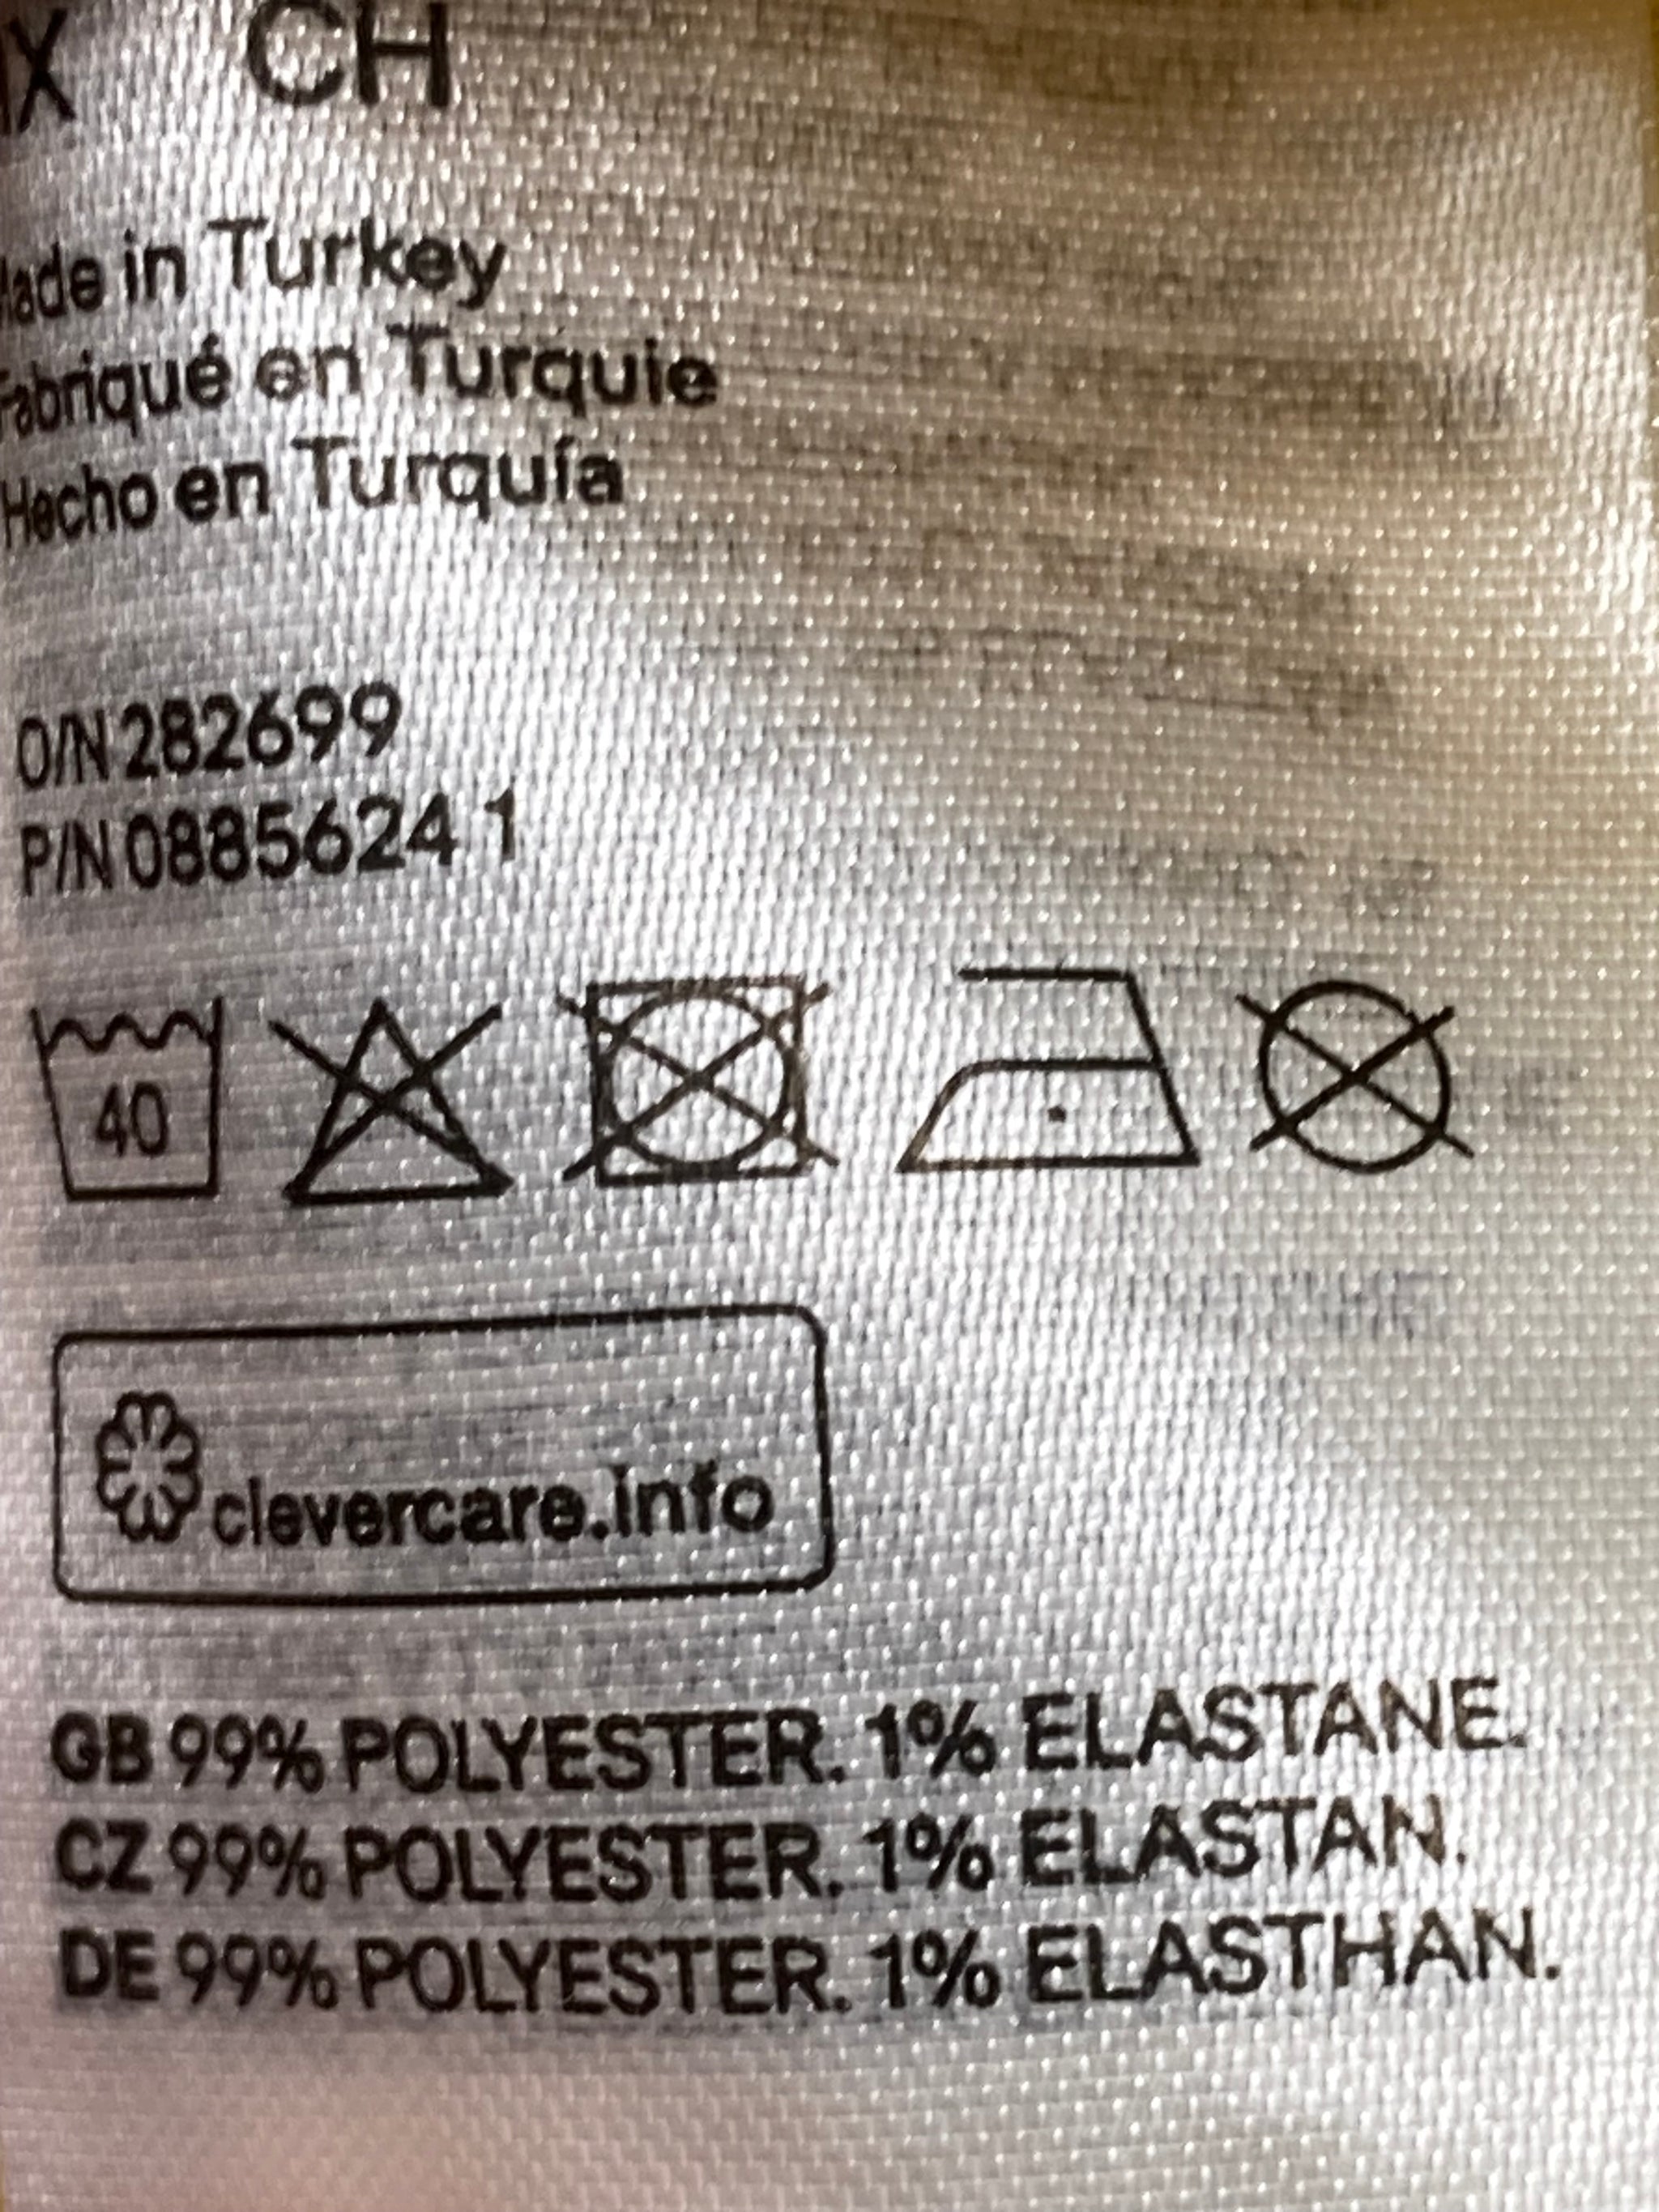 CH
Made in Turkey
Fabriqué en Turquie
Hecho en Turquía
O/N 282699
P/N 0885624 1
40
clevercare.info
GB 99% POLYESTER. 1% ELASTANE.
CZ 99% POLYESTER. 1% ELASTAN.
DE 99% POLYESTER. 1% ELASTHAN.